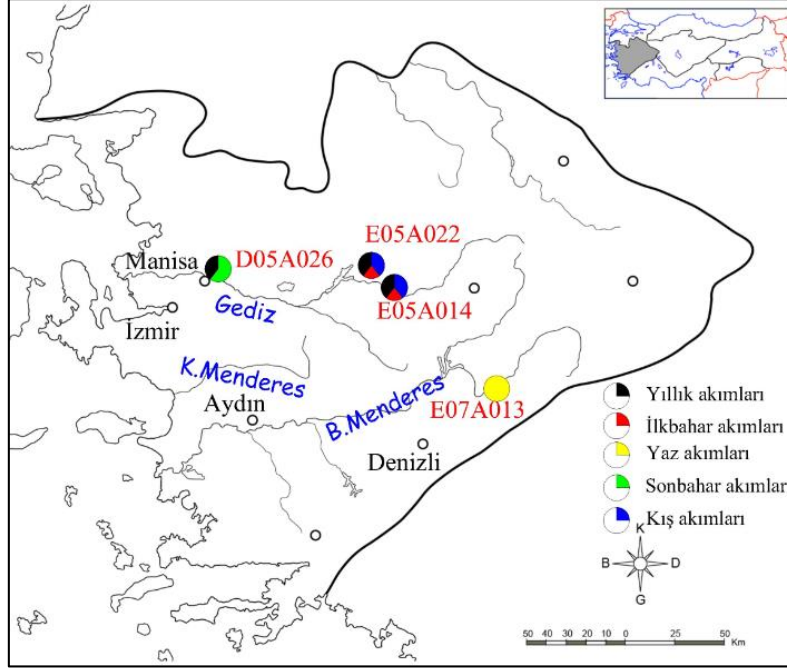 E05A022
Manisa
D05A026
E05A014
Gediz
İzmir
K.Menderes
Aydın
B.Menderes
E07A013
Denizli
Yıllık akımları
İlkbahar akımları
Yaz akımları
Sonbahar akımlar
Kış akımları
K
B D
G
50 40 30 20 10 0 25 50
Km